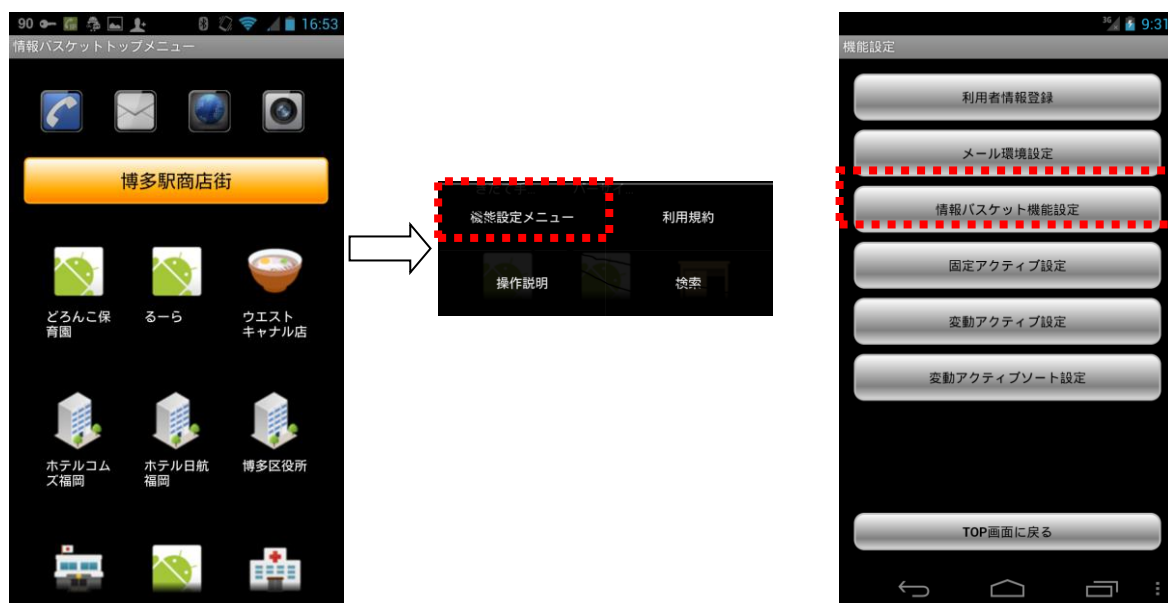 90 16:53
情報バスケットトップメニュー
博多駅商店街
どろんこ保
育園
るーら
ウエスト
キャナル店
ホテルコム
ズ福岡
ホテル日航
福岡
博多区役所
機能設定メニュー
利用規約
操作説明
検索
3G 9:31
機能設定
利用者情報登録
メール環境設定
情報バスケット機能設定
固定アクティブ設定
変動アクティブ設定
変動アクティブソート設定
TOP画面に戻る